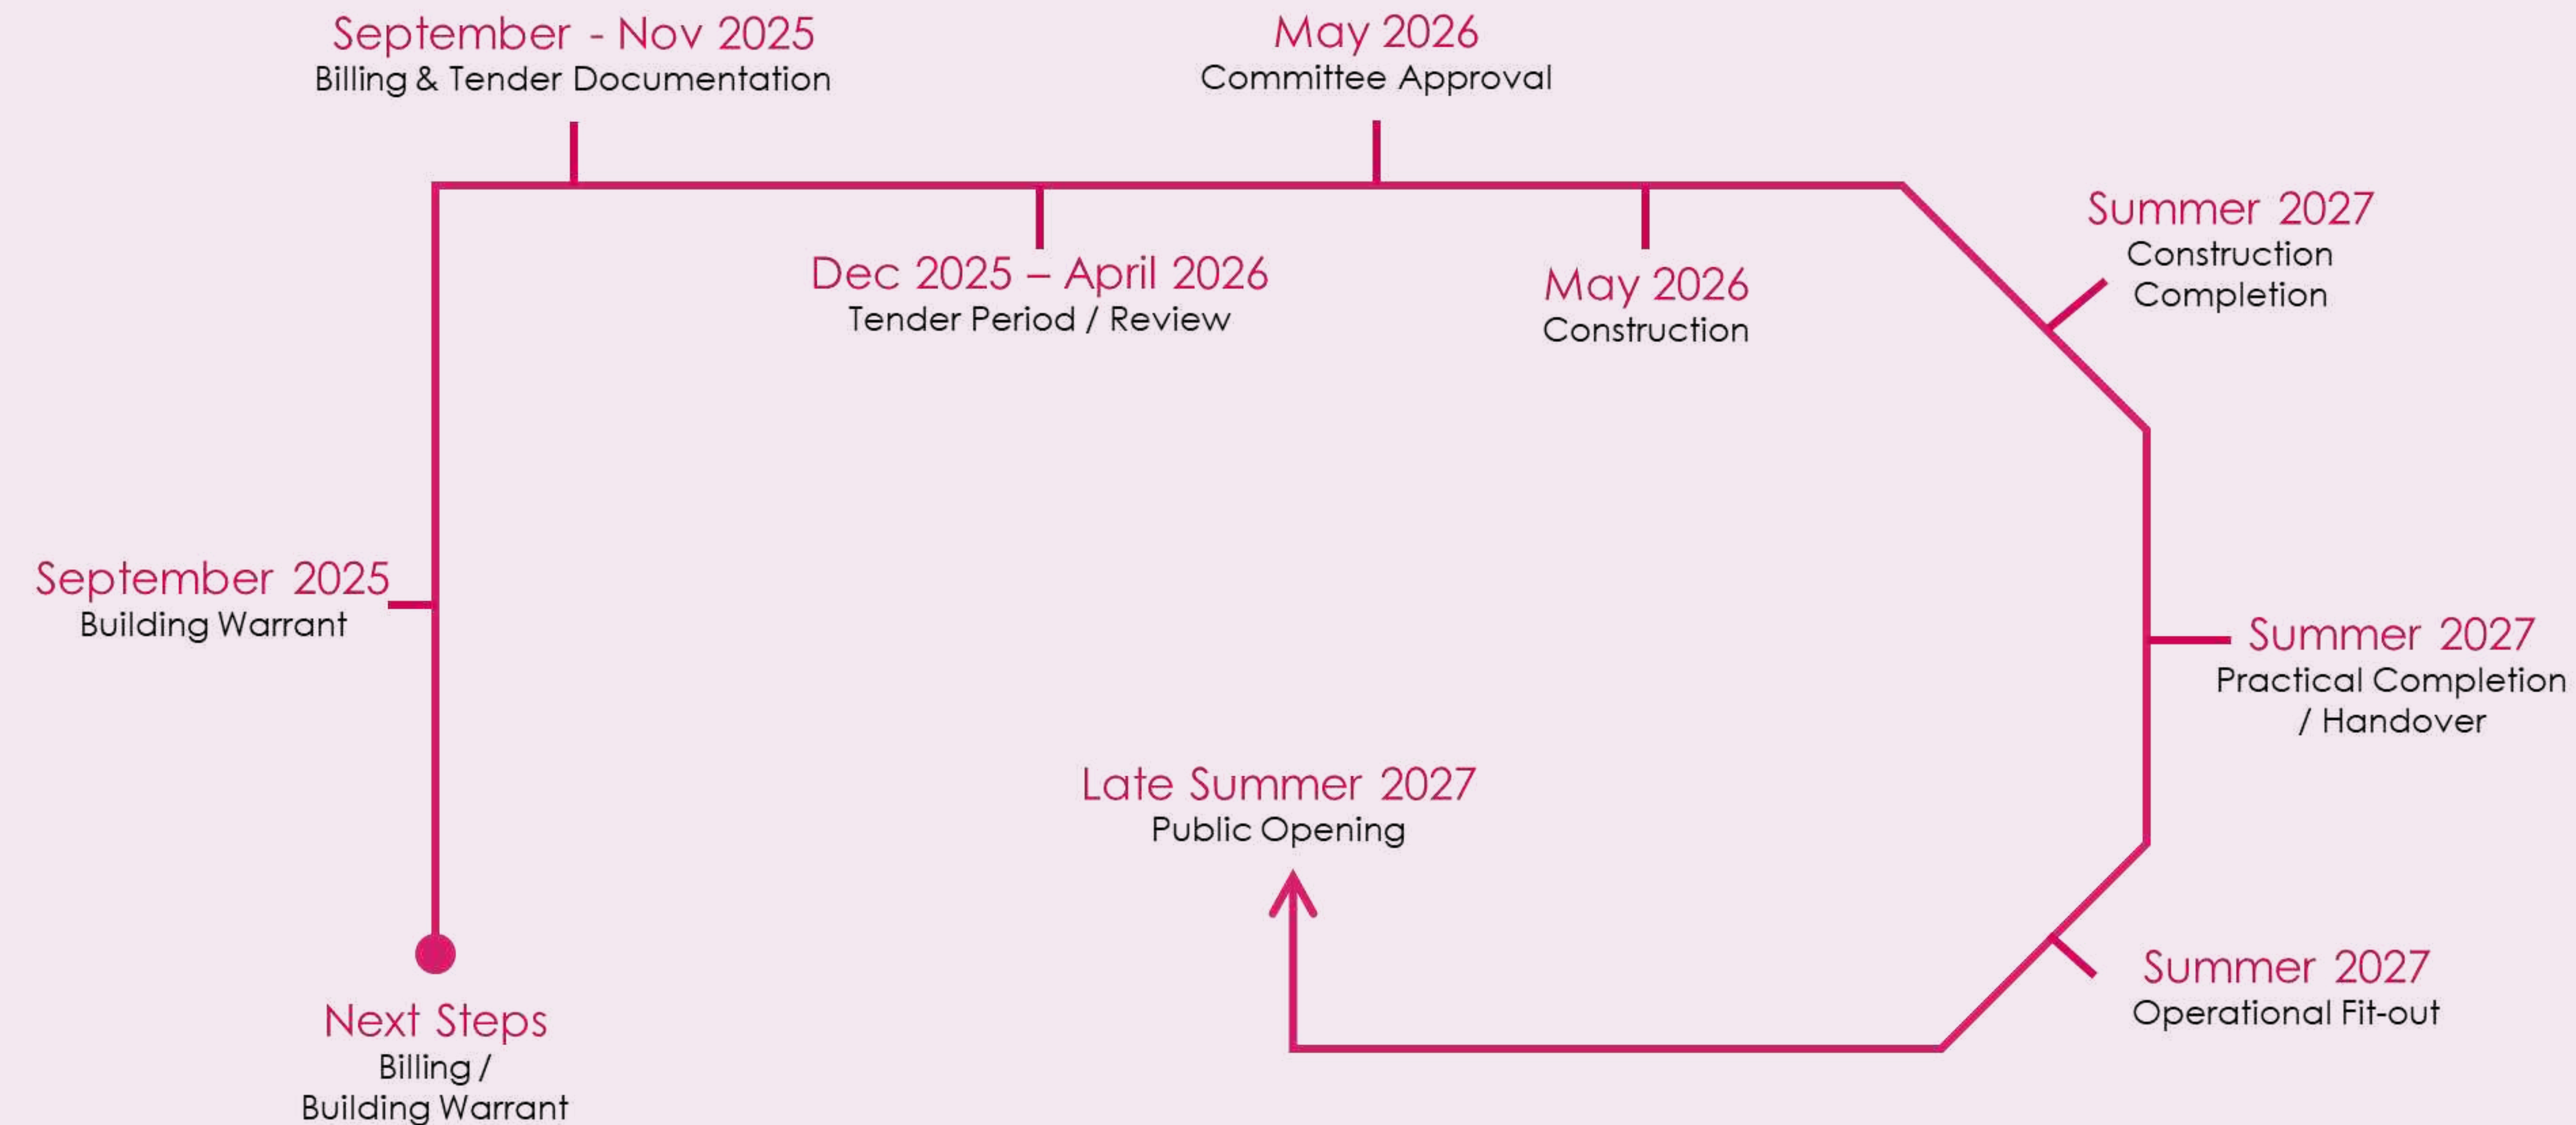 September - Nov 2025
Billing & Tender Documentation
May 2026
Committee Approval
Summer 2027
Construction
Completion
Dec 2025 – April 2026
Tender Period / Review
May 2026
Construction
September 2025
Building Warrant
Summer 2027
Practical Completion
/ Handover
Late Summer 2027
Public Opening
Summer 2027
Operational Fit-out
Next Steps
Billing /
Building Warrant